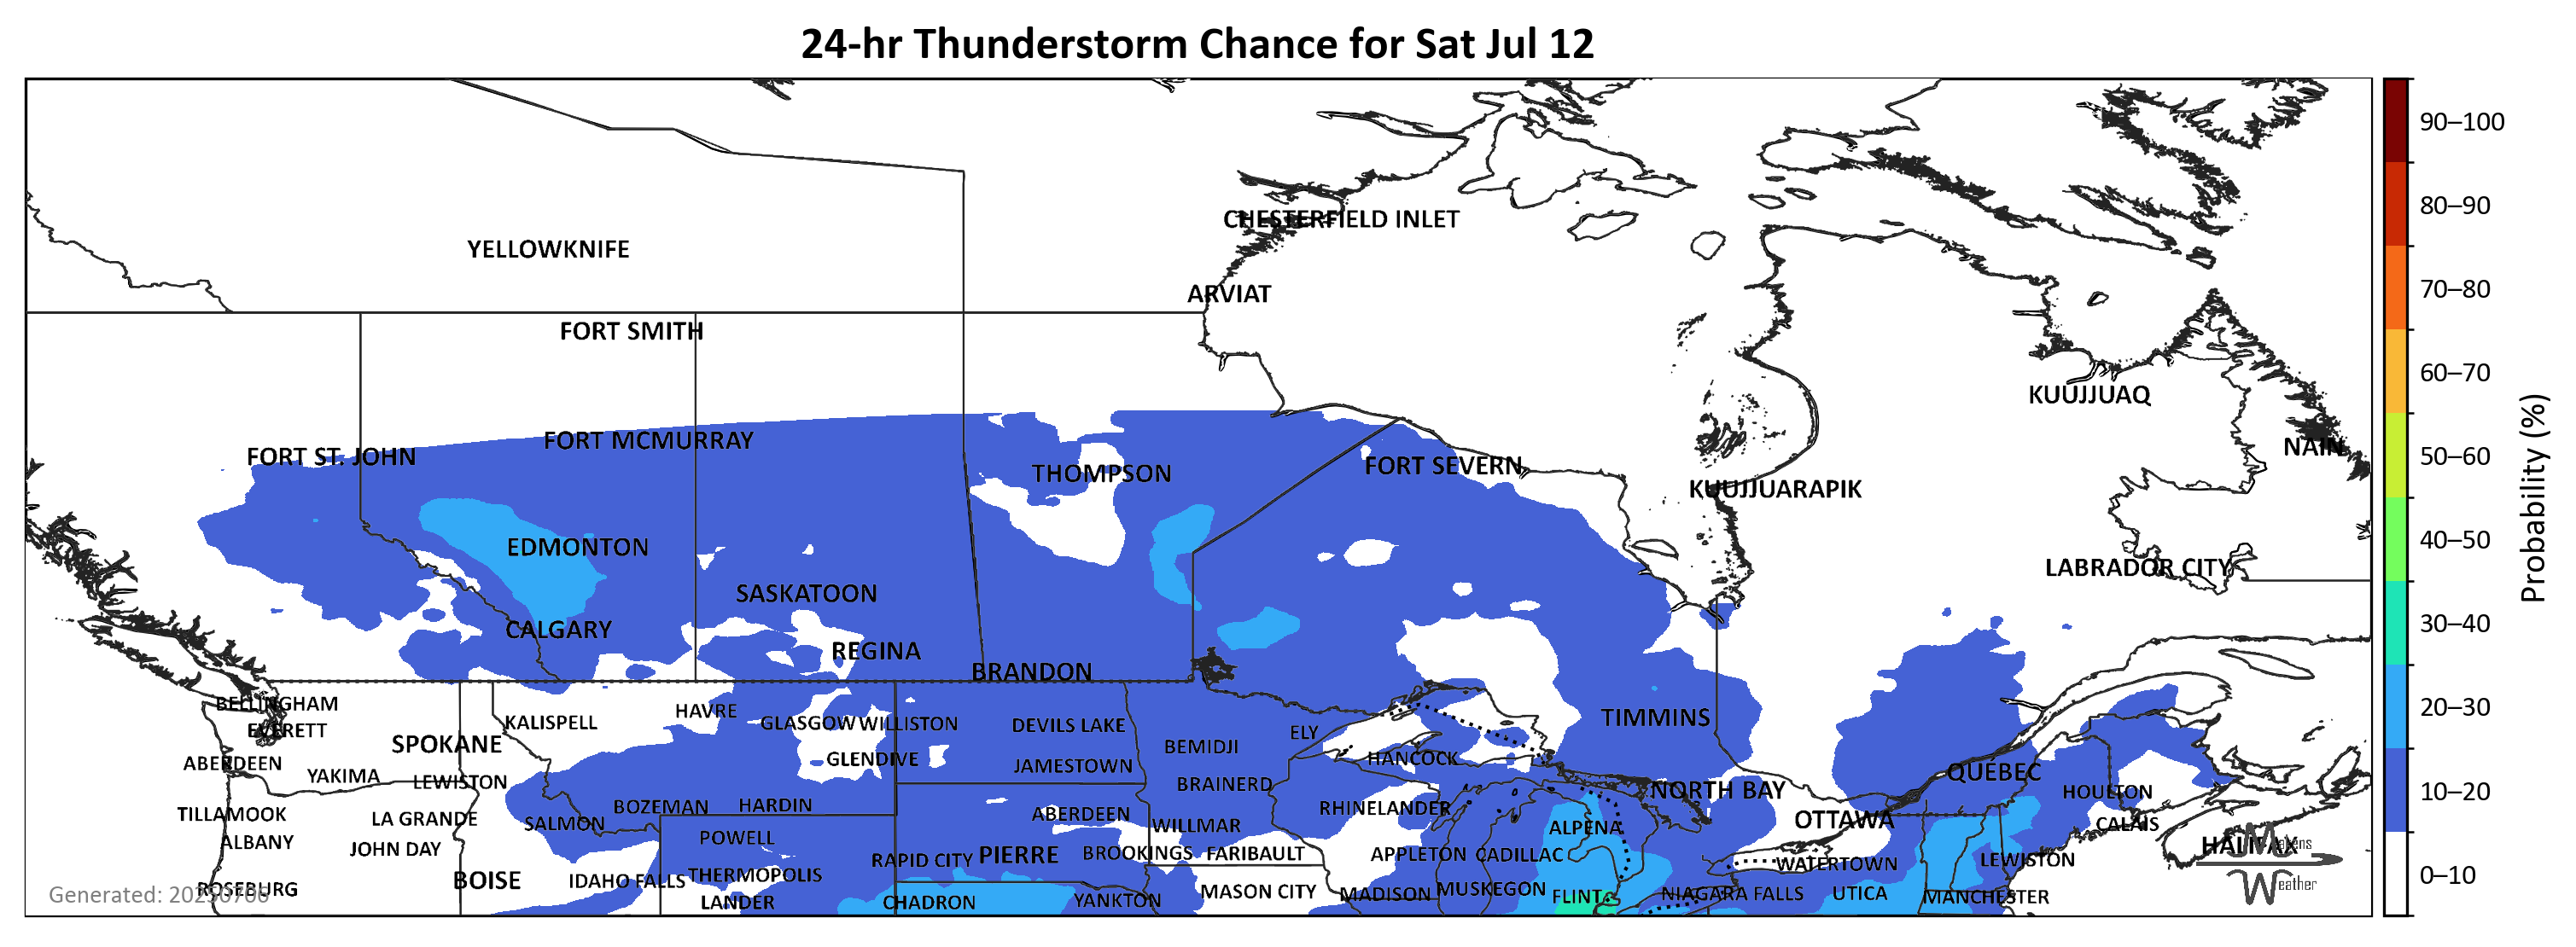 24-hr Thunderstorm Chance for Sat Jul 12
90–100
80–90
CHESTERFIELD INLET
YELLOWKNIFE
70–80
ARVIAT
FORT SMITH
60–70
KUUJJUAQ
FORT MCMURRAY
NAIN
FORT ST. JOHN
50–60
FORT SEVERN
THOMPSON
KUUJJUARAPIK
Probability (%)
EDMONTON
40–50
LABRADOR CITY
SASKATOON
CALGARY
30–40
REGINA
BRANDON
BELLINGHAM
HAVRE
20–30
KALISPELL
GLASGOW
WILLISTON
DEVILS LAKE
TIMMINS
EVERETT
ELY
SPOKANE
BEMIDJI
HANCOCK
GLENDIVE
ABERDEEN
JAMESTOWN
QUÉBEC
YAKIMA
LEWISTON
BRAINERD
NORTH BAY
HOULTON
10–20
BOZEMAN
HARDIN
RHINELANDER
TILLAMOOK
ABERDEEN
LA GRANDE
OTTAWA
SALMON
WILLMAR
ALPENA
CALAIS
POWELL
ALBANY
HALIFAX
Makens
Weather
JOHN DAY
PIERRE
BROOKINGS
FARIBAULT
APPLETON
CADILLAC
RAPID CITY
LEWISTON
WATERTOWN
THERMOPOLIS
0–10
BOISE
IDAHO FALLS
ROSEBURG
MUSKEGON
MASON CITY
Generated: 20250706
MADISON
NIAGARA FALLS
UTICA
FLINT
MANCHESTER
LANDER
CHADRON
YANKTON